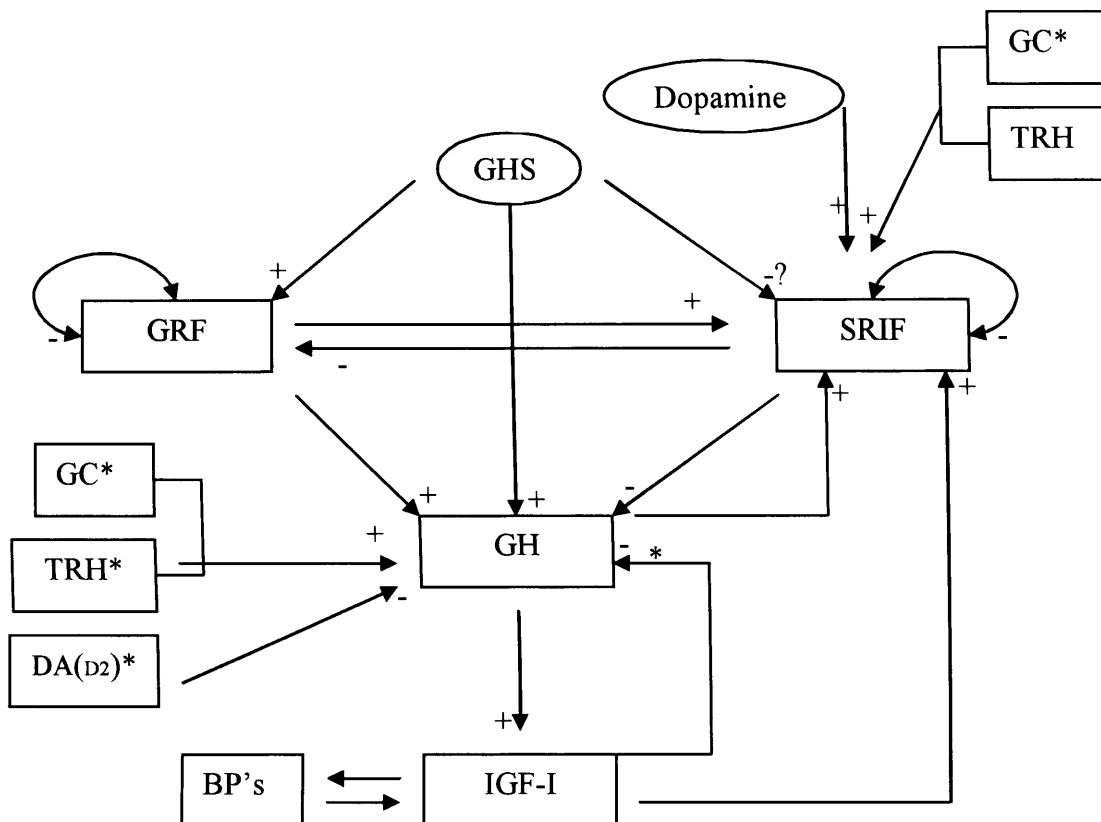 GC*
Dopamine
TRH
GHS
+
+
+
-?
+
GRF
SRIF
-
-
-
+
+
GC*
-
+
+
+
GH
-
*
TRH*
-
DA(D2)*
+
BP's
IGF-I